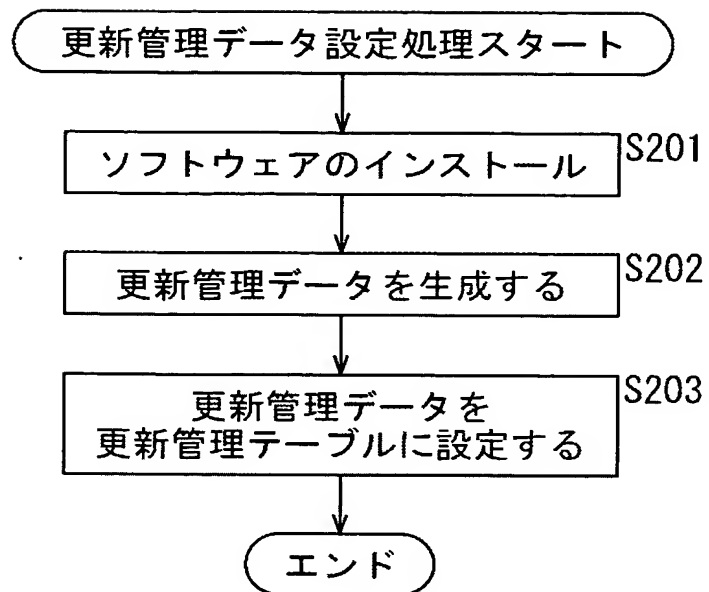 更新管理データ設定処理スタート
ソフトウェアのインストール
S201
更新管理データを生成する
S202
更新管理データを
更新管理テーブルに設定する
S203
エンド